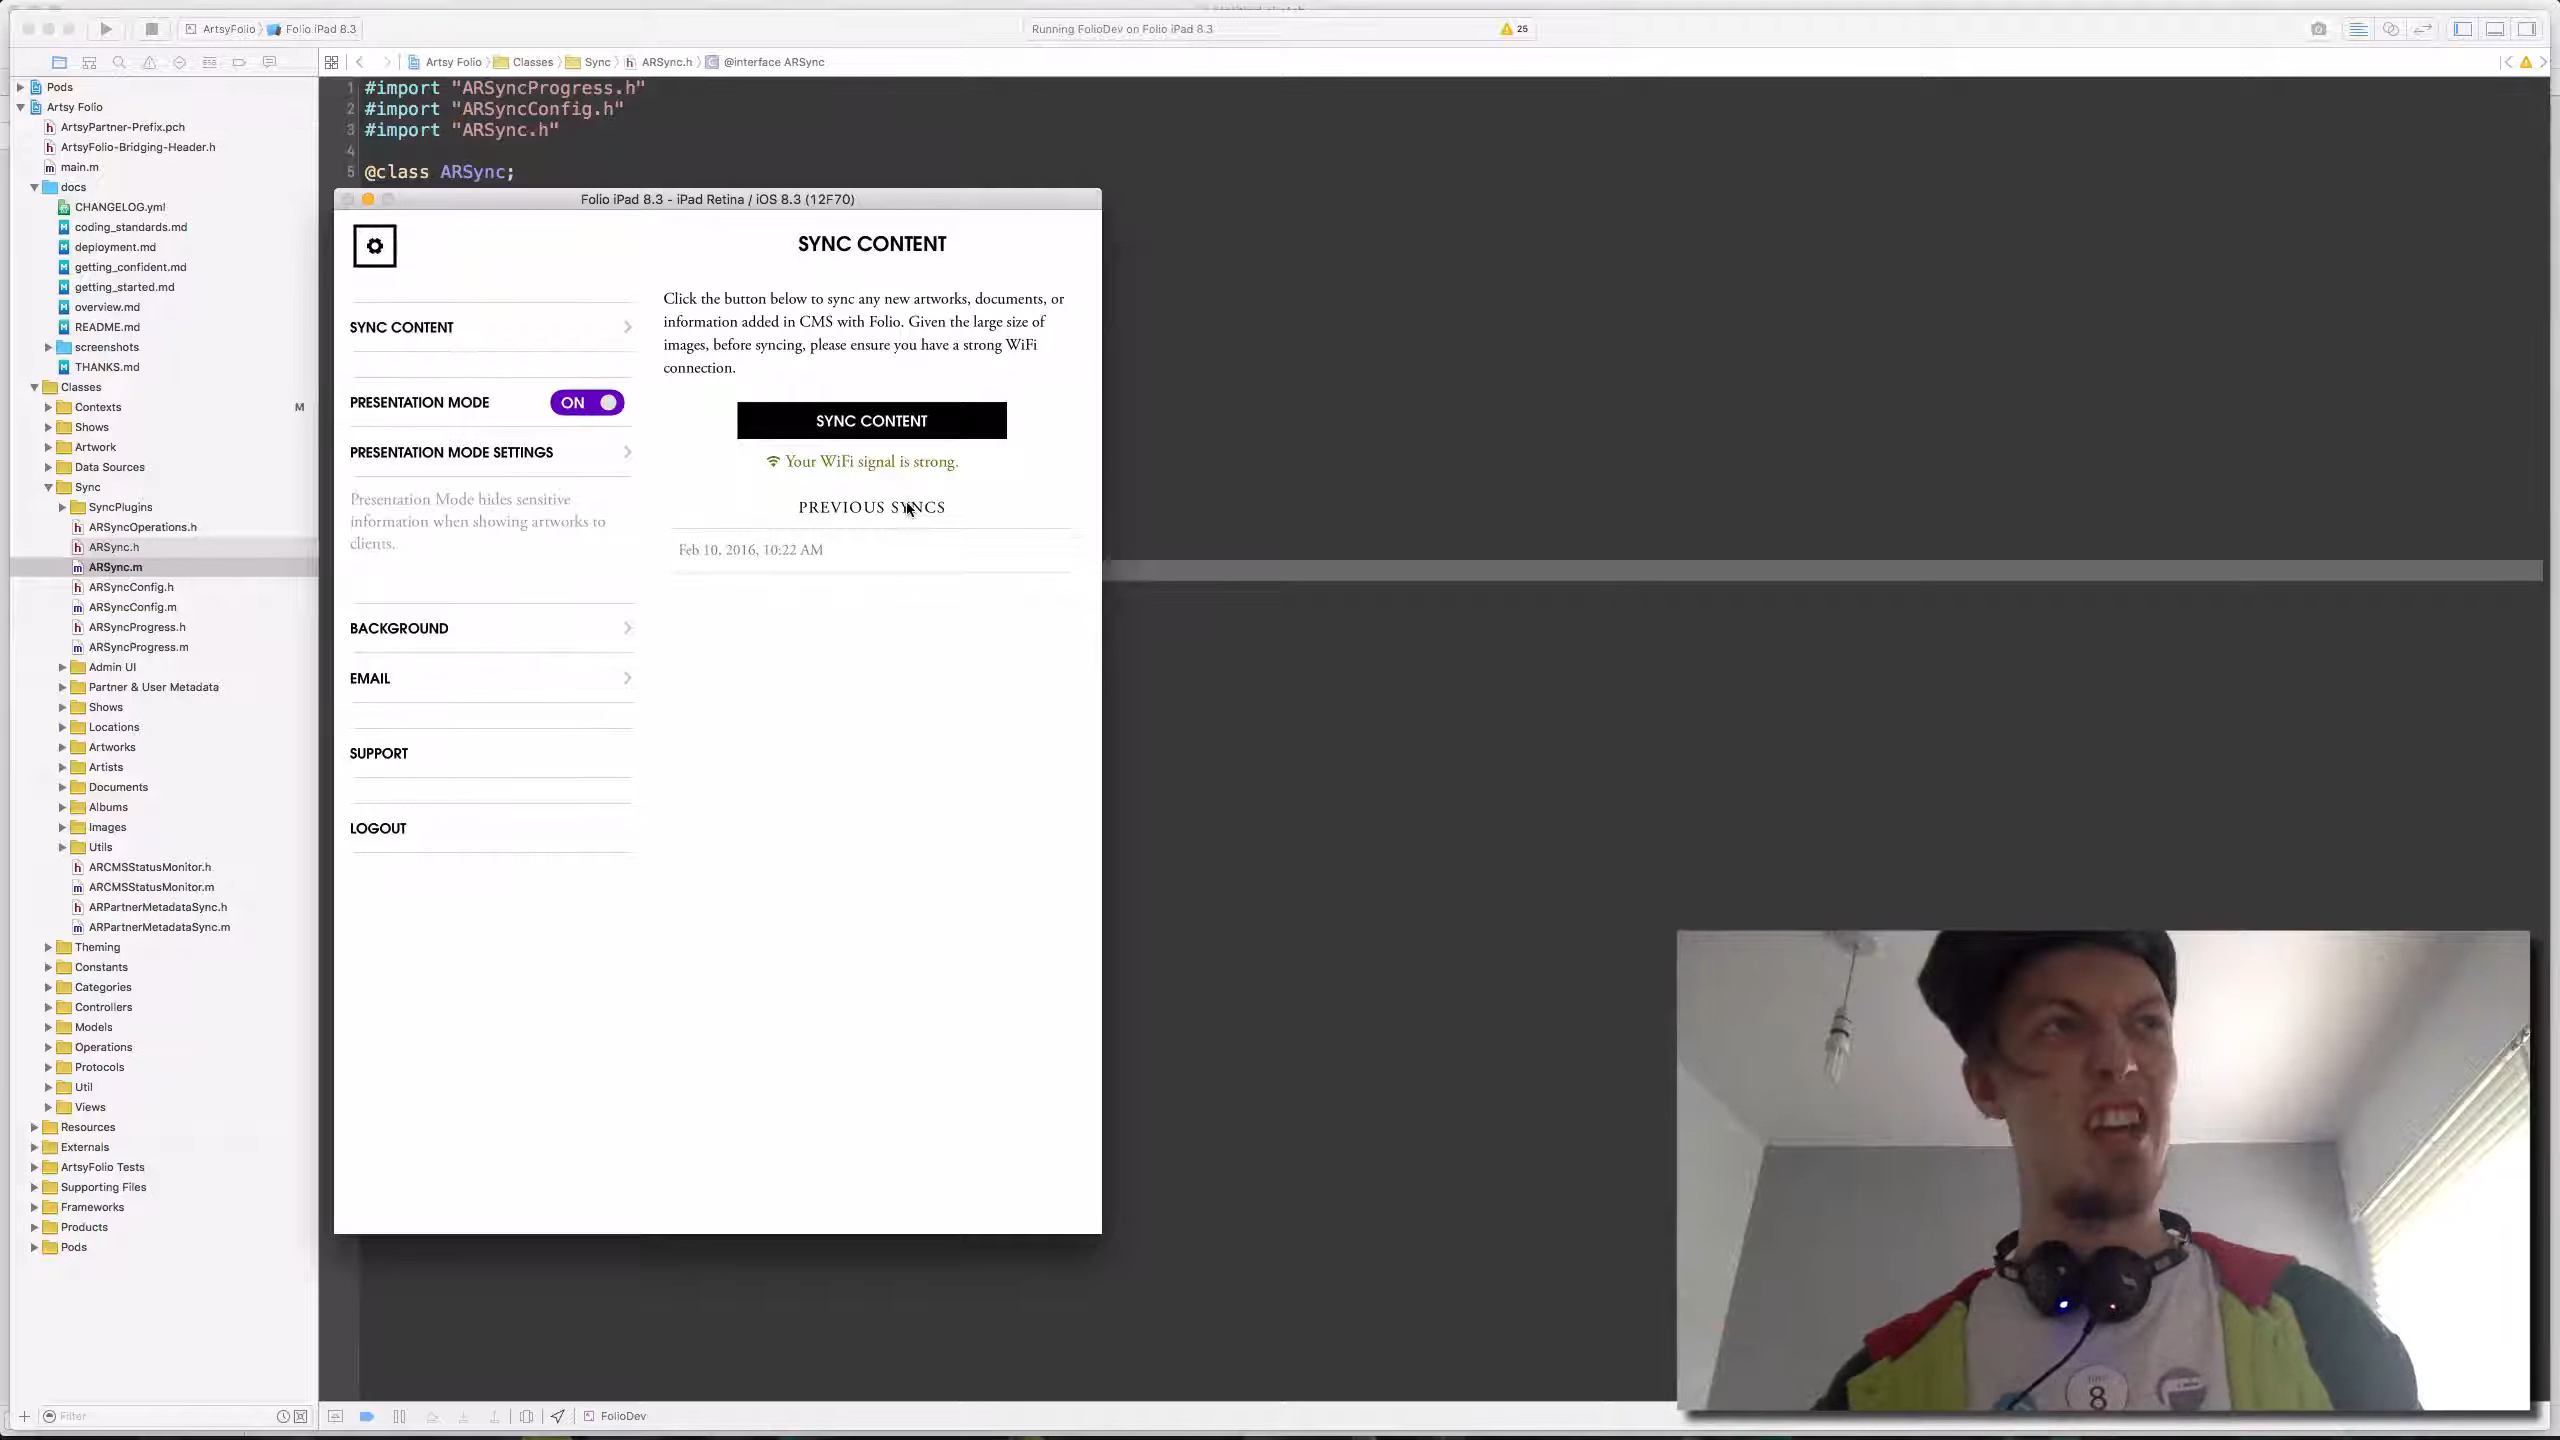 ArtsyFolio
Folio iPad 8.3
Running FolioDev on Folio iPad 8.3
25
Artsy Folio
Classes
Sync
ARSync.h
@interface ARSync
Pods
Artsy Folio
ArtsyPartner-Prefix.pch
ArtsyFolio-Bridging-Header.h
main.m
docs
CHANGELOG.yml
coding_standards.md
deployment.md
getting_confident.md
getting_started.md
overview.md
README.md
screenshots
THANKS.md
Classes
Contexts
M
Shows
Artwork
Data Sources
Sync
SyncPlugins
ARSyncOperations.h
ARSync.h
ARSync.m
ARSyncConfig.h
ARSyncConfig.m
ARSyncProgress.h
ARSyncProgress.m
Admin UI
Partner & User Metadata
Shows
Locations
Artworks
Artists
Documents
Albums
Images
Utils
ARCMSStatusMonitor.h
ARCMSStatusMonitor.m
ARPartnerMetadataSync.h
ARPartnerMetadataSync.m
Theming
Constants
Categories
Controllers
Models
Operations
Protocols
Util
Views
Resources
Externals
ArtsyFolio Tests
Supporting Files
Frameworks
Products
Pods
Filter
1 #import "ARSyncProgress.h"
2 #import "ARSyncConfig.h"
3 #import "ARSync.h"
4
5 @class ARSync;
Folio iPad 8.3 - iPad Retina / iOS 8.3 (12F70)
SYNC CONTENT
PRESENTATION MODE
ON
PRESENTATION MODE SETTINGS
Presentation Mode hides sensitive
information when showing artworks to
clients.
BACKGROUND
EMAIL
SUPPORT
LOGOUT
SYNC CONTENT
Click the button below to sync any new artworks, documents, or
information added in CMS with Folio. Given the large size of
images, before syncing, please ensure you have a strong WiFi
connection.
SYNC CONTENT
Your WiFi signal is strong.
PREVIOUS SYNCS
Feb 10, 2016, 10:22 AM
FolioDev
8